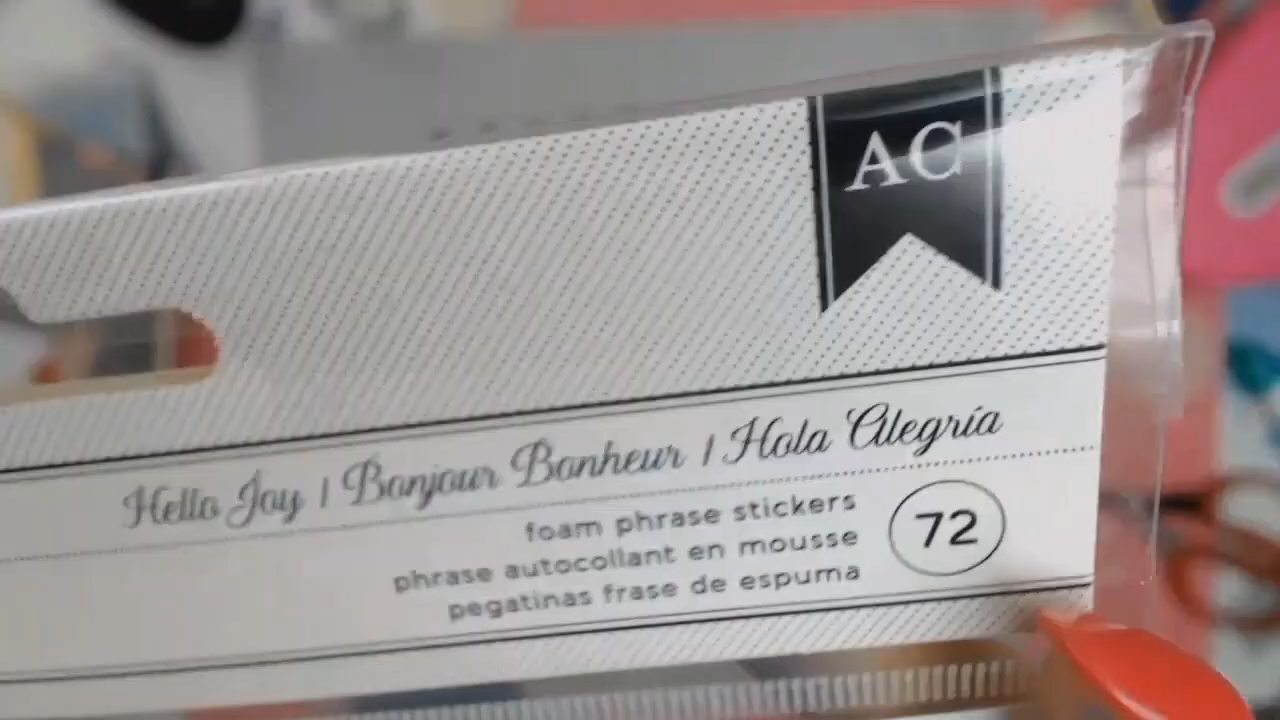 AC
Hello Joy | Bonjour Bonheur | Hola Alegría
foam phrase stickers
phrase autocollant en mousse
pegatinas frase de espuma
72